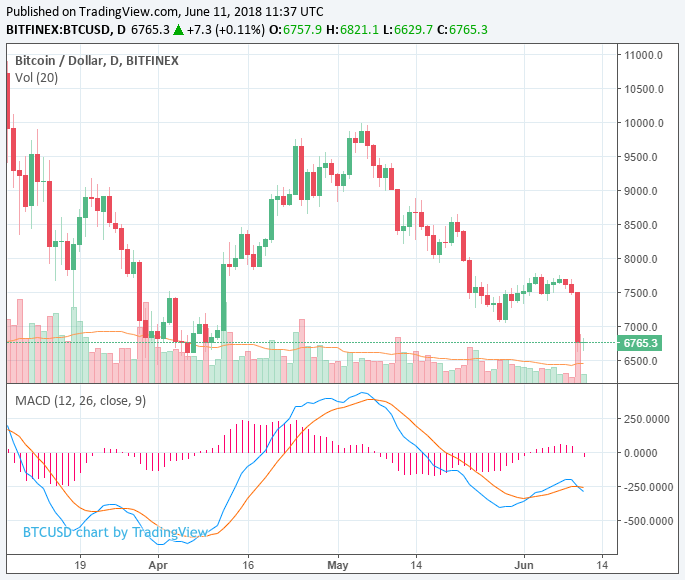 Published on TradingView.com, June 11, 2018 11:37 UTC
BITFINEX:BTCUSD, D 6765.3 ▲ +7.3 (+0.11%) O:6757.9 H:6821.1 L:6629.7 C:6765.3
Bitcoin / Dollar, D, BITFINEX
Vol (20)
11000.0
10500.0
10000.0
9500.0
9000.0
8500.0
8000.0
7500.0
7000.0
6765.3
6500.0
MACD (12, 26, close, 9)
250.0000
0.0000
-250.0000
-500.0000
BTCUSD chart by TradingView
19 Apr 16 May 14 Jun 14